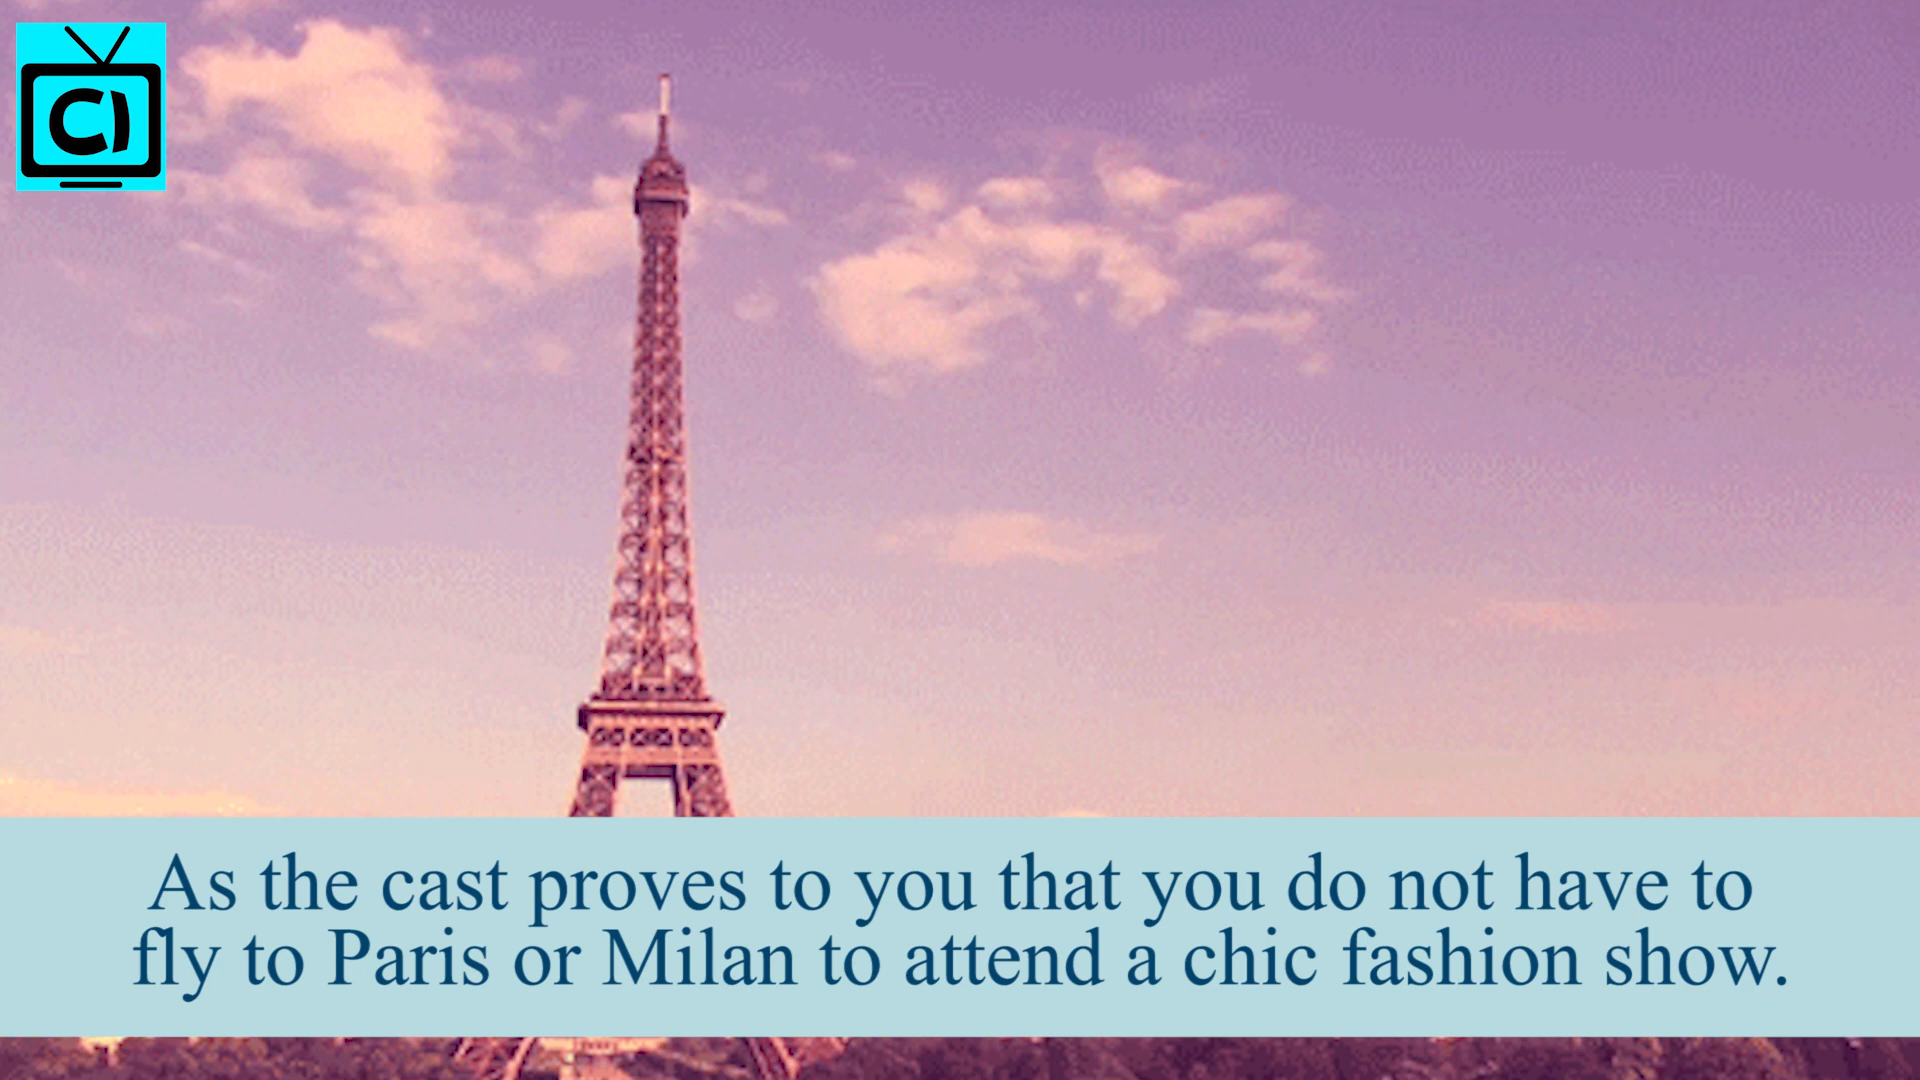 CI
As the cast proves to you that you do not have to
fly to Paris or Milan to attend a chic fashion show.